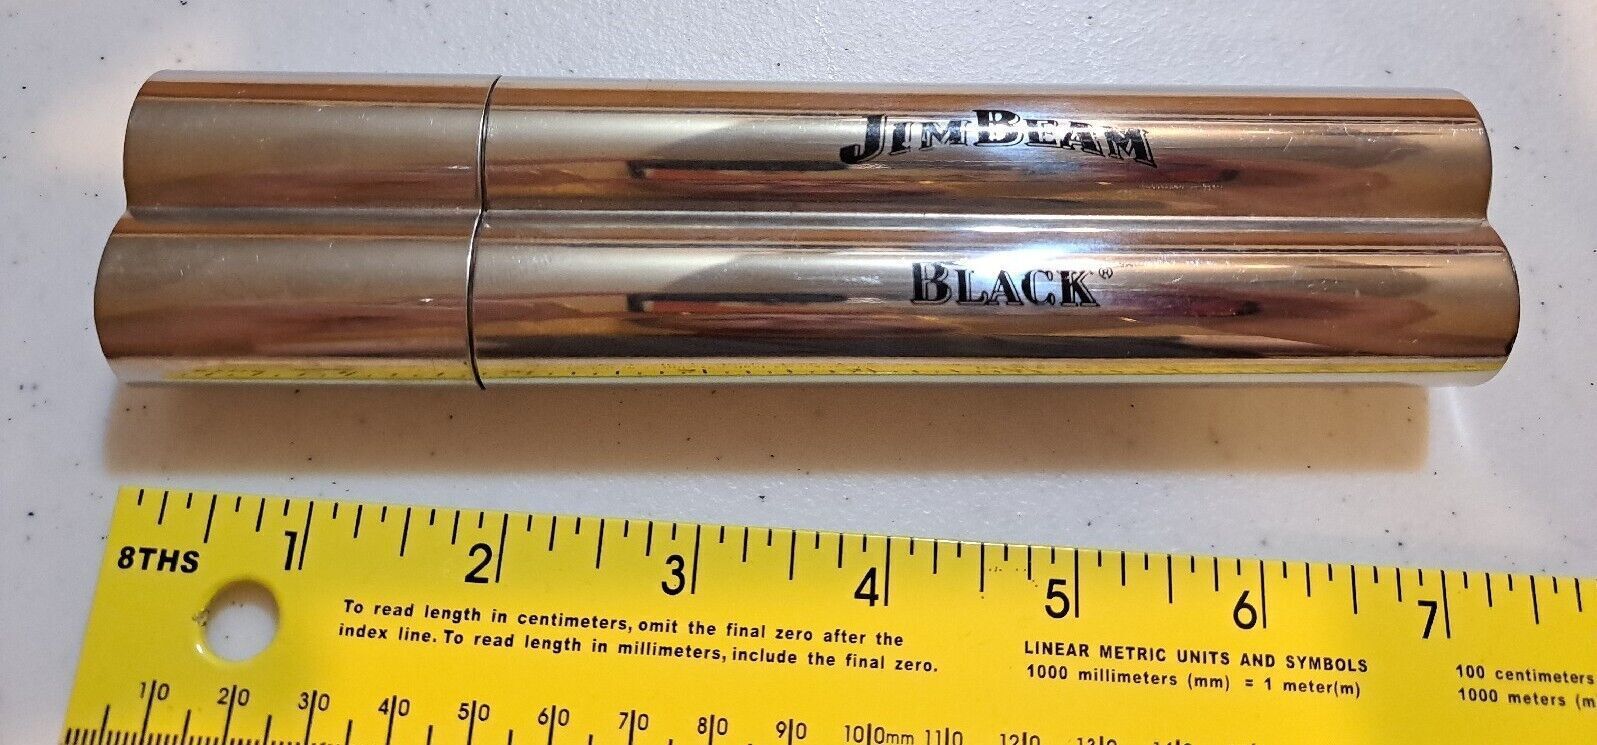 JIM BEAM
BLACK®
8THS 1 2 3 4 5 6 7
To read length in centimeters, omit the final zero after the
index line. To read length in millimeters, include the final zero.
LINEAR METRIC UNITS AND SYMBOLS
1000 millimeters (mm) = 1 meter(m)
100 centimeters
1000 meters (m
10 20 30 40 50 60 70 80 90 100mm 110 120 130